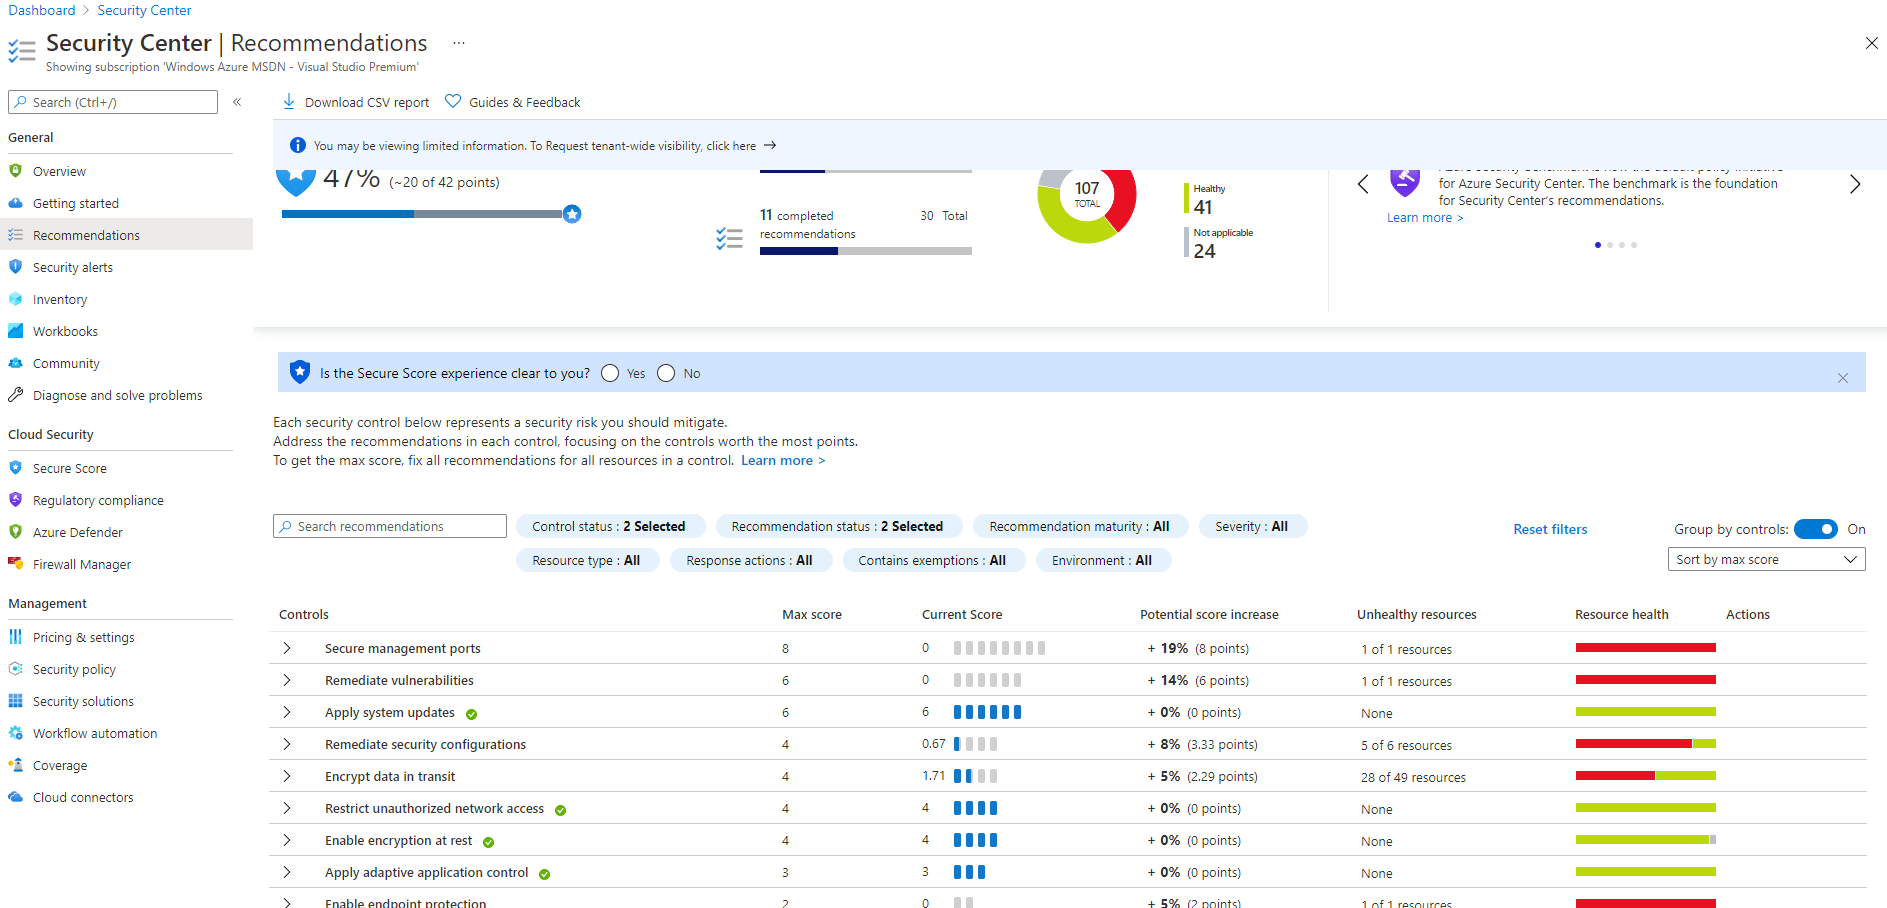 Dashboard > Security Center
Security Center | Recommendations ...
Showing subscription 'Windows Azure MSDN - Visual Studio Premium'
Search (Ctrl+/)
«
General
Overview
Getting started
Recommendations
Security alerts
Inventory
Workbooks
Community
Diagnose and solve problems
Cloud Security
Secure Score
Regulatory compliance
Azure Defender
Firewall Manager
Management
Pricing & settings
Security policy
Security solutions
Workflow automation
Coverage
Cloud connectors
Download CSV report
Guides & Feedback
You may be viewing limited information. To Request tenant-wide visibility, click here →
47% (~20 of 42 points)
11 completed recommendations
30 Total
107
TOTAL
Healthy
41
Not applicable
24
Azure Security Benchmark is now the default policy initiative
for Azure Security Center. The benchmark is the foundation
for Security Center's recommendations.
Learn more >
Is the Secure Score experience clear to you? Yes No
Each security control below represents a security risk you should mitigate.
Address the recommendations in each control, focusing on the controls worth the most points.
To get the max score, fix all recommendations for all resources in a control. Learn more >
Search recommendations
Control status : 2 Selected
Recommendation status : 2 Selected
Recommendation maturity : All
Severity : All
Resource type : All
Response actions : All
Contains exemptions : All
Environment : All
Reset filters
Group by controls: On
Sort by max score
Controls Max score Current Score Potential score increase Unhealthy resources Resource health Actions
Secure management ports 8 0 + 19% (8 points) 1 of 1 resources
Remediate vulnerabilities 6 0 + 14% (6 points) 1 of 1 resources
Apply system updates 6 6 + 0% (0 points) None
Remediate security configurations 4 0.67 + 8% (3.33 points) 5 of 6 resources
Encrypt data in transit 4 1.71 + 5% (2.29 points) 28 of 49 resources
Restrict unauthorized network access 4 4 + 0% (0 points) None
Enable encryption at rest 4 4 + 0% (0 points) None
Apply adaptive application control 3 3 + 0% (0 points) None
Enable endpoint protection 2 0 + 5% (2 points) 1 of 1 resources